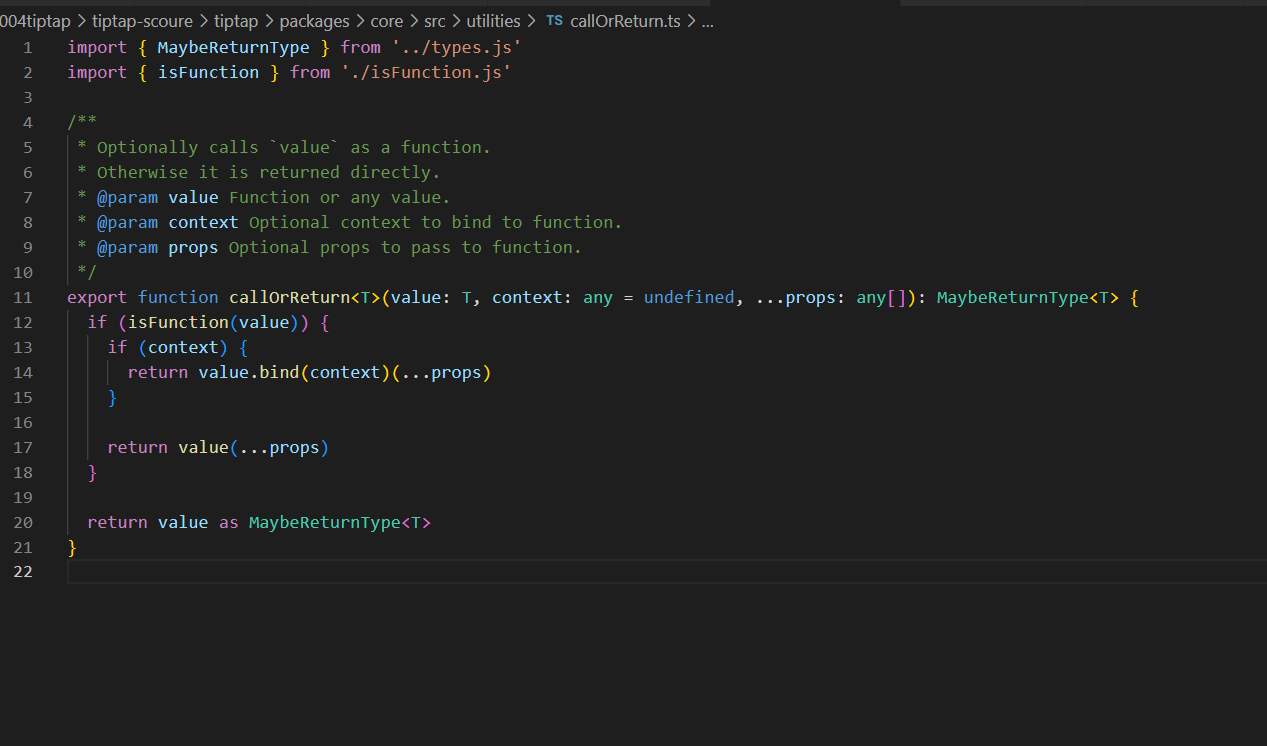 004tiptap > tiptap-scoure > tiptap > packages > core > src > utilities > TS callOrReturn.ts > ...
1 import { MaybeReturnType } from '../types.js'
2 import { isFunction } from './isFunction.js'
3
4 /**
5  * Optionally calls `value` as a function.
6  * Otherwise it is returned directly.
7  * @param value Function or any value.
8  * @param context Optional context to bind to function.
9  * @param props Optional props to pass to function.
10  */
11 export function callOrReturn<T>(value: T, context: any = undefined, ...props: any[]): MaybeReturnType<T> {
12   if (isFunction(value)) {
13     if (context) {
14       return value.bind(context)(...props)
15     }
16
17     return value(...props)
18   }
19
20   return value as MaybeReturnType<T>
21 }
22